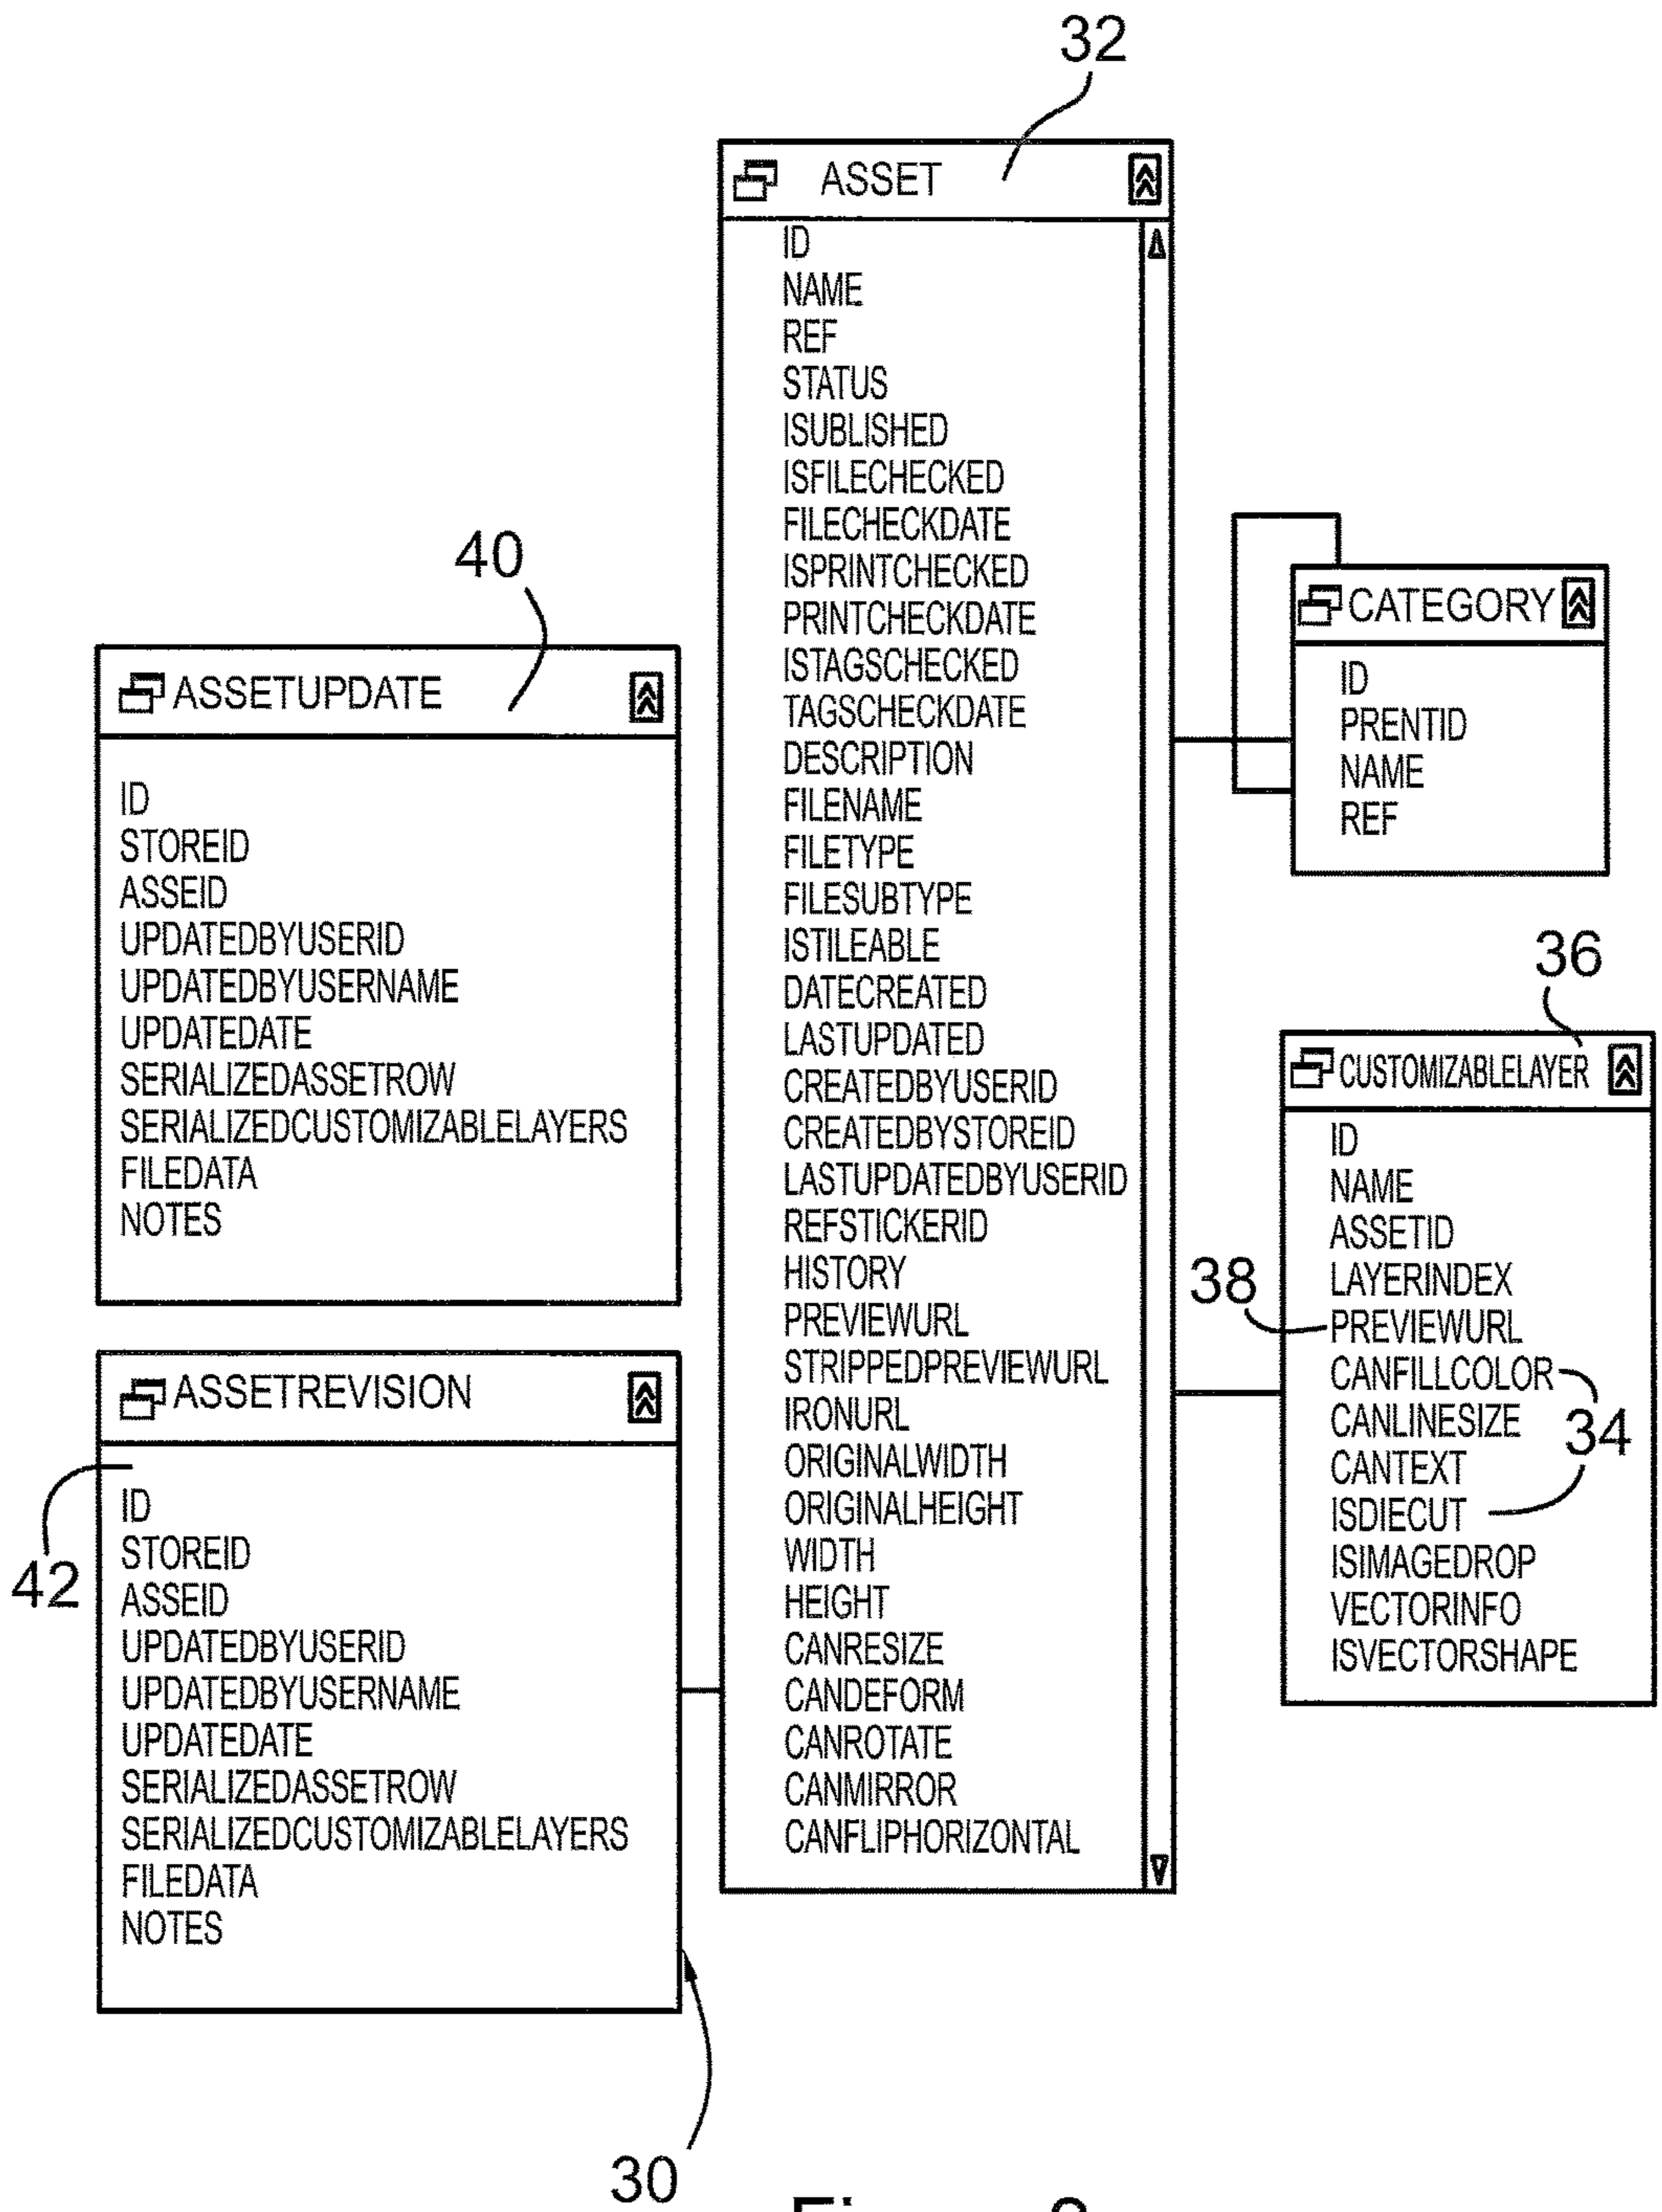 32
ASSET
ID
NAME
REF
STATUS
ISUBLISHED
ISFILECHECKED
FILECHECKDATE
ISPRINTCHECKED
PRINTCHECKDATE
ISTAGSCHECKED
TAGSCHECKDATE
DESCRIPTION
FILENAME
FILETYPE
FILESUBTYPE
ISTILEABLE
DATECREATED
LASTUPDATED
CREATEDBYUSERID
CREATEDBYSTOREID
LASTUPDATEDBYUSERID
REFSTICKERID
HISTORY
PREVIEWURL
STRIPPEDPREVIEWURL
IRONURL
ORIGINALWIDTH
ORIGINALHEIGHT
WIDTH
HEIGHT
CANRESIZE
CANDEFORM
CANROTATE
CANMIRROR
CANFLIPHORIZONTAL
40
ASSETUPDATE
ID
STOREID
ASSEID
UPDATEDBYUSERID
UPDATEDBYUSERNAME
UPDATEDATE
SERIALIZEDASSETROW
SERIALIZEDCUSTOMIZABLELAYERS
FILEDATA
NOTES
ASSETREVISION
42
ID
STOREID
ASSEID
UPDATEDBYUSERID
UPDATEDBYUSERNAME
UPDATEDATE
SERIALIZEDASSETROW
SERIALIZEDCUSTOMIZABLELAYERS
FILEDATA
NOTES
30
CATEGORY
ID
PRENTID
NAME
REF
36
CUSTOMIZABLELAYER
ID
NAME
ASSETID
LAYERINDEX
38
PREVIEWURL
CANFILLCOLOR
CANLINESIZE
34
CANTEXT
ISDIECUT
ISIMAGEDROP
VECTORINFO
ISVECTORSHAPE